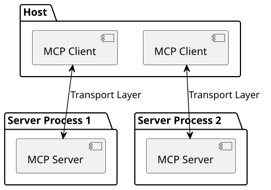 Host
MCP Client
MCP Client
Transport Layer
Transport Layer
Server Process 1
Server Process 2
MCP Server
MCP Server